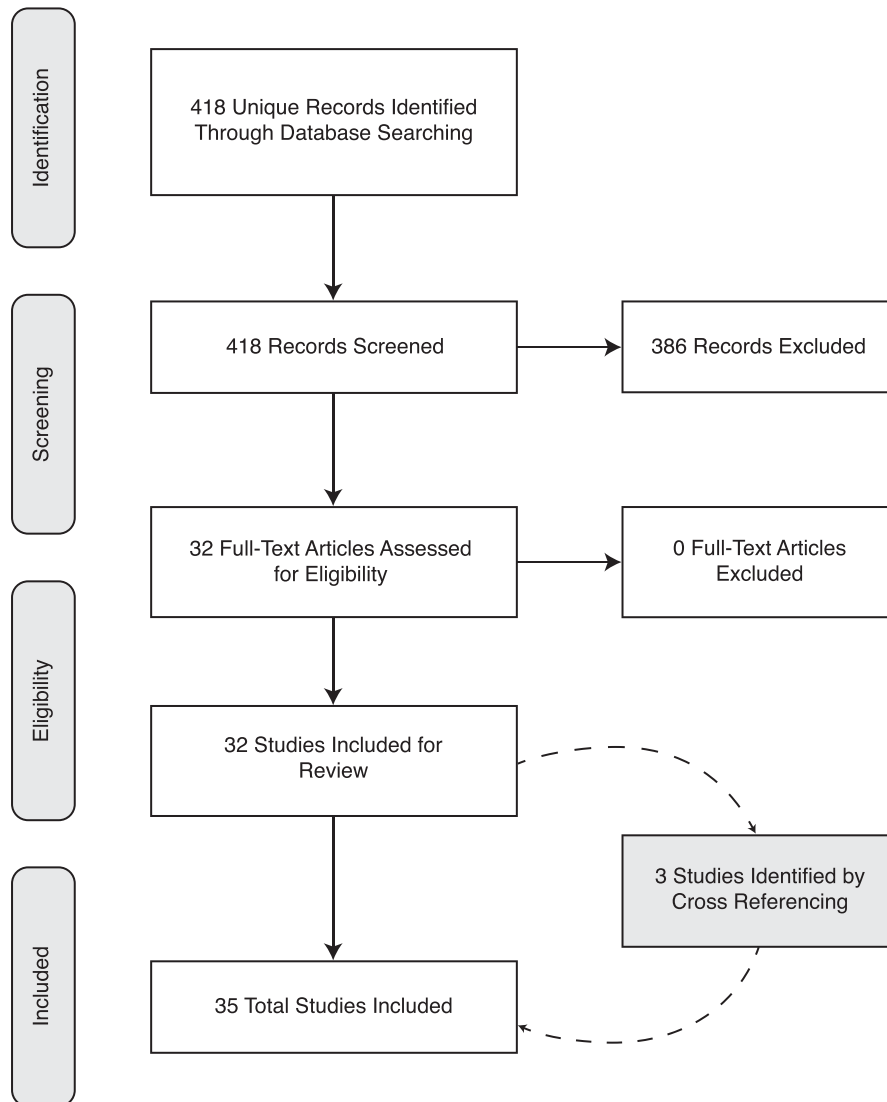 Identification
418 Unique Records Identified
Through Database Searching
Screening
418 Records Screened
386 Records Excluded
32 Full-Text Articles Assessed
for Eligibility
0 Full-Text Articles
Excluded
Eligibility
32 Studies Included for
Review
3 Studies Identified by
Cross Referencing
Included
35 Total Studies Included